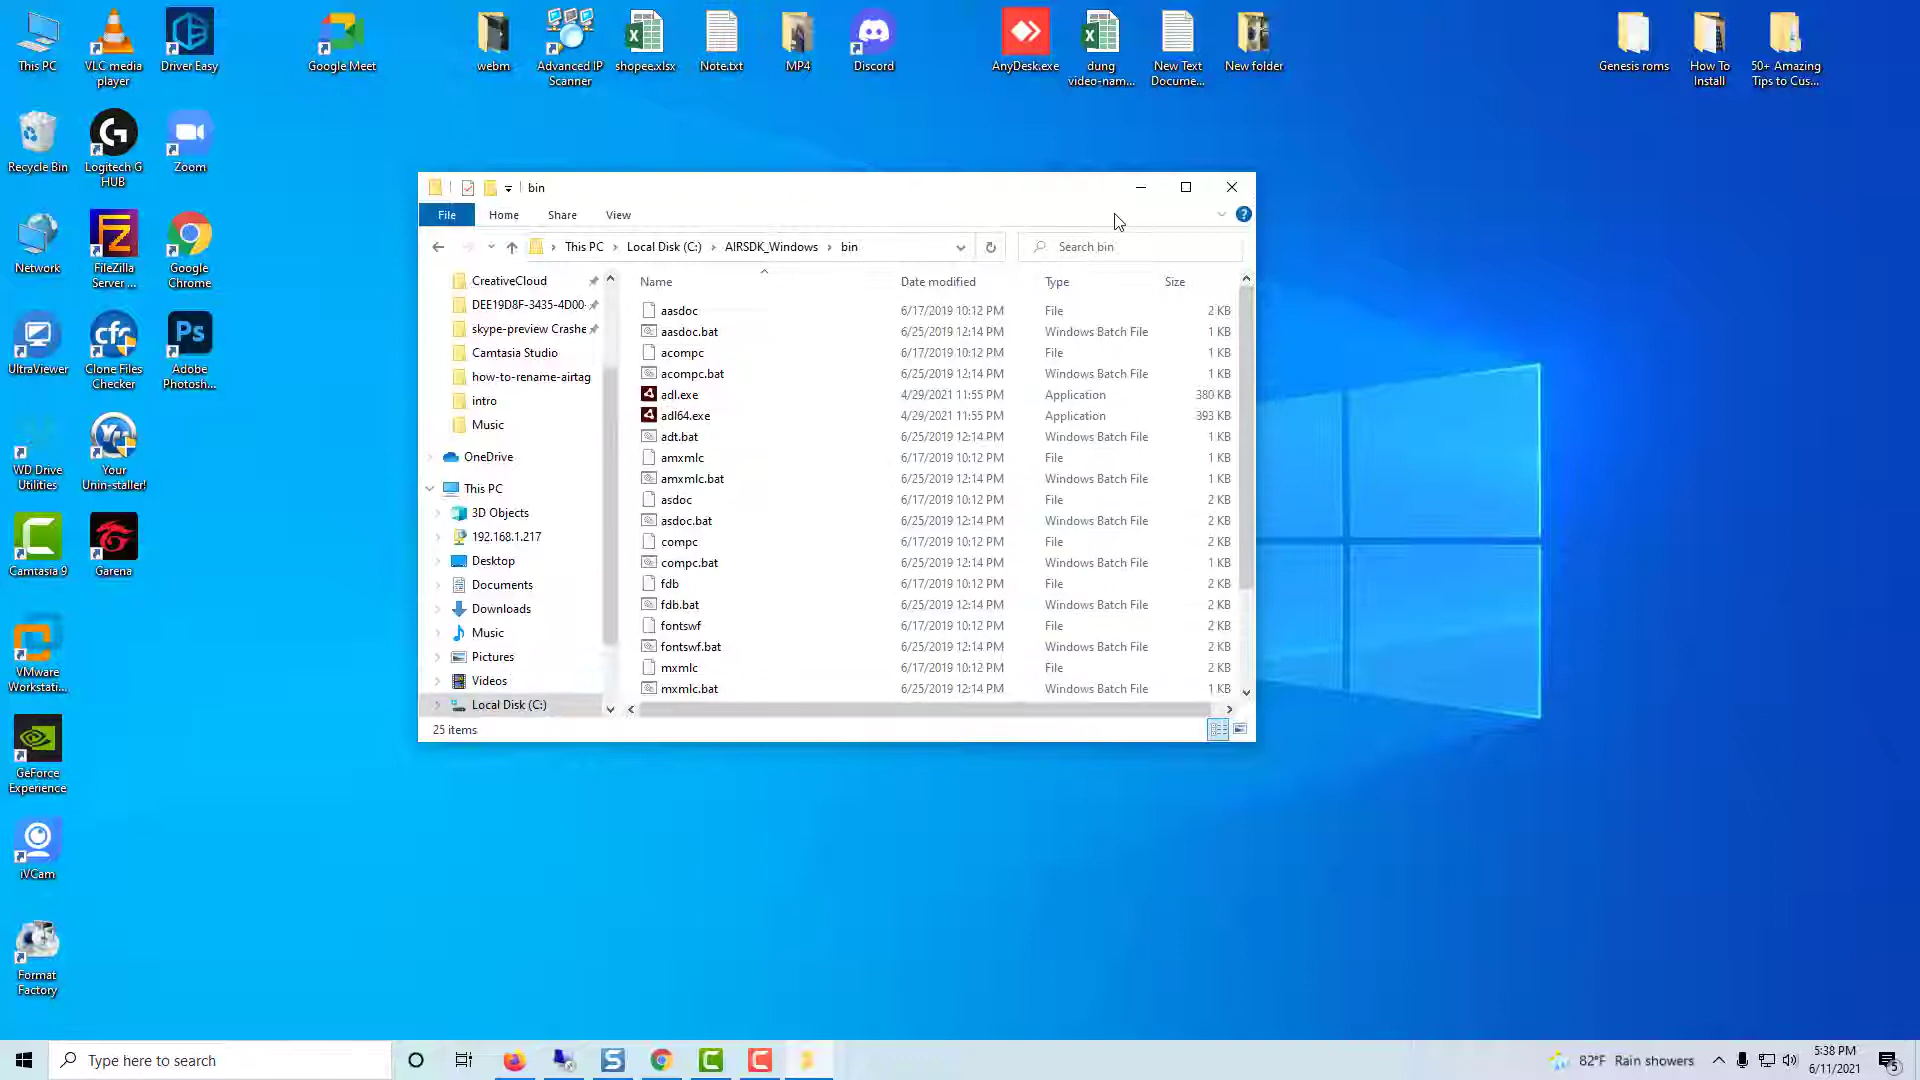 This PC
VLC media
player
Driver Easy
Google Meet
webm
Advanced IP
Scanner
shopee.xlsx
Note.txt
MP4
Discord
AnyDesk.exe
dung
video-nam...
New Text
Docume...
New folder
Genesis roms
How To
Install
50+ Amazing
Tips to Cus...
Recycle Bin
Logitech G
HUB
Zoom
Network
FileZilla
Server ...
Google
Chrome
UltraViewer
Clone Files
Checker
Adobe
Photosh...
WD Drive
Utilities
Your
Unin-staller!
Camtasia 9
Garena
VMware
Workstati...
GeForce
Experience
iVCam
Format
Factory
bin
File Home Share View
This PC Local Disk (C:) AIRSDK_Windows bin
Search bin
CreativeCloud
DEE19D8F-3435-4D00-
skype-preview Crashe
Camtasia Studio
how-to-rename-airtag
intro
Music
OneDrive
This PC
3D Objects
192.168.1.217
Desktop
Documents
Downloads
Music
Pictures
Videos
Local Disk (C:)
Name Date modified Type Size
aasdoc 6/17/2019 10:12 PM File 2 KB
aasdoc.bat 6/25/2019 12:14 PM Windows Batch File 1 KB
acompc 6/17/2019 10:12 PM File 1 KB
acompc.bat 6/25/2019 12:14 PM Windows Batch File 1 KB
adl.exe 4/29/2021 11:55 PM Application 380 KB
adl64.exe 4/29/2021 11:55 PM Application 393 KB
adt.bat 6/25/2019 12:14 PM Windows Batch File 1 KB
amxmlc 6/17/2019 10:12 PM File 1 KB
amxmlc.bat 6/25/2019 12:14 PM Windows Batch File 1 KB
asdoc 6/17/2019 10:12 PM File 2 KB
asdoc.bat 6/25/2019 12:14 PM Windows Batch File 2 KB
compc 6/17/2019 10:12 PM File 1 KB
compc.bat 6/25/2019 12:14 PM Windows Batch File 1 KB
fdb 6/17/2019 10:12 PM File 2 KB
fdb.bat 6/25/2019 12:14 PM Windows Batch File 2 KB
fontswf 6/17/2019 10:12 PM File 2 KB
fontswf.bat 6/25/2019 12:14 PM Windows Batch File 2 KB
mxmlc 6/17/2019 10:12 PM File 2 KB
mxmlc.bat 6/25/2019 12:14 PM Windows Batch File 1 KB
25 items
Type here to search
82°F Rain showers
5:38 PM
6/11/2021
5